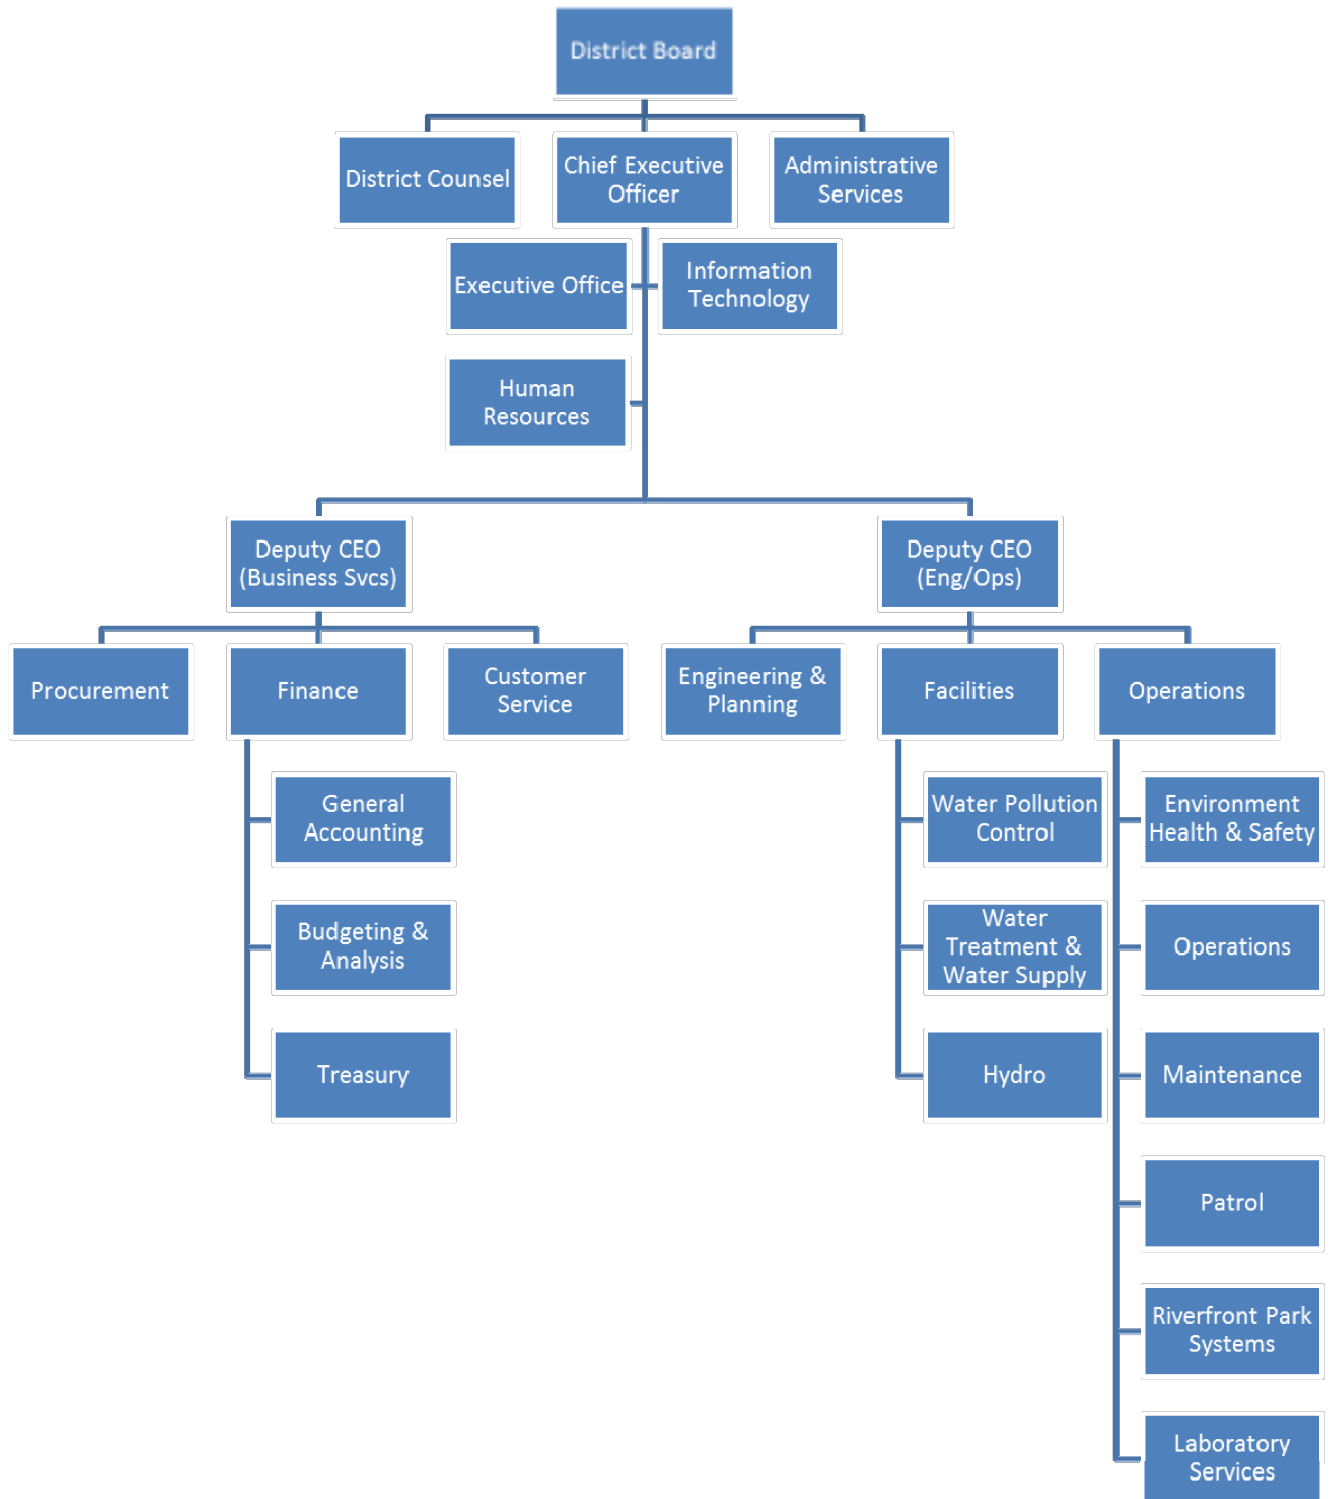 District Board
District Counsel
Chief Executive
Officer
Administrative
Services
Executive Office
Information
Technology
Human
Resources
Deputy CEO
(Business Svcs)
Deputy CEO
(Eng/Ops)
Procurement
Finance
Customer
Service
Engineering &
Planning
Facilities
Operations
General
Accounting
Water Pollution
Control
Environment
Health & Safety
Budgeting &
Analysis
Water
Treatment &
Water Supply
Operations
Treasury
Hydro
Maintenance
Patrol
Riverfront Park
Systems
Laboratory
Services